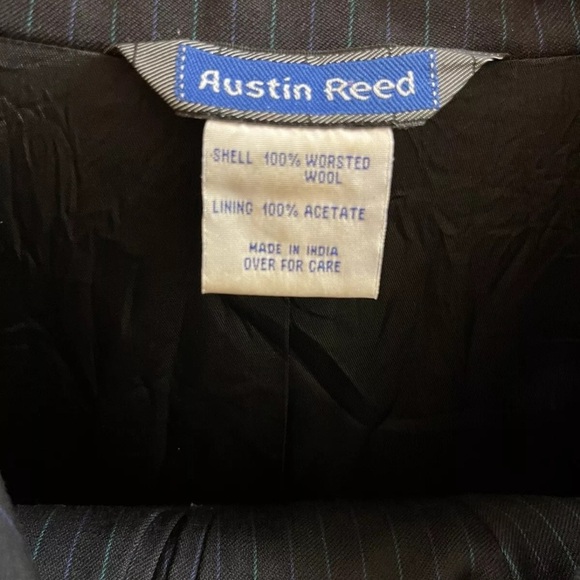 Austin Reed
SHELL 100% WORSTED
WOOL
LINING 100% ACETATE
MADE IN INDIA
OVER FOR CARE